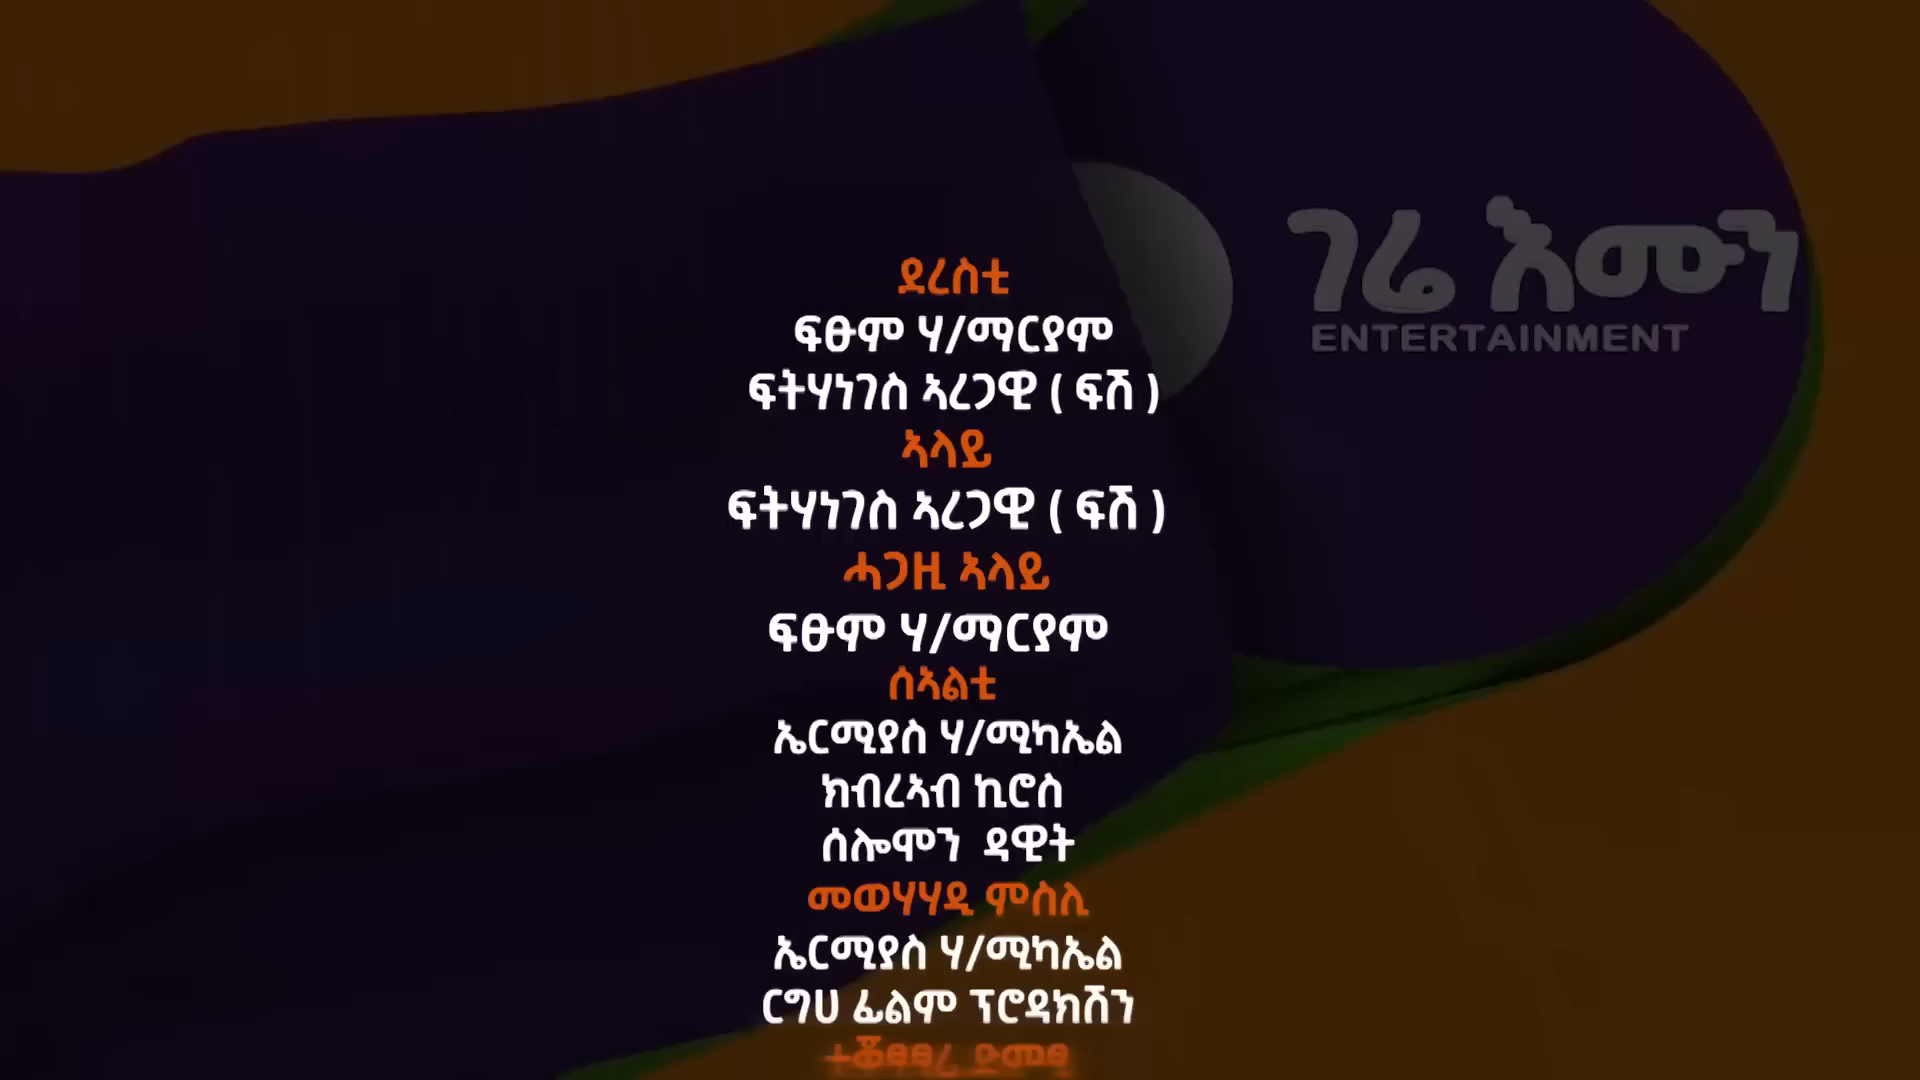 ገሬ እሙን
ENTERTAINMENT
ደረስቲ
ፍፁም ሃ/ማርያም
ፍትሃነገስ ኣረጋዊ ( ፍሽ )
ኣላይ
ፍትሃነገስ ኣረጋዊ ( ፍሽ )
ሓጋዚ ኣላይ
ፍፁም ሃ/ማርያም
ሰኣልቲ
ኤርሚያስ ሃ/ሚካኤል
ክብረኣብ ኪሮስ
ሰሎሞን ዳዊት
መወሃሃዲ ምስሊ
ኤርሚያስ ሃ/ሚካኤል
ርግሀ ፊልም ፕሮዳክሽን